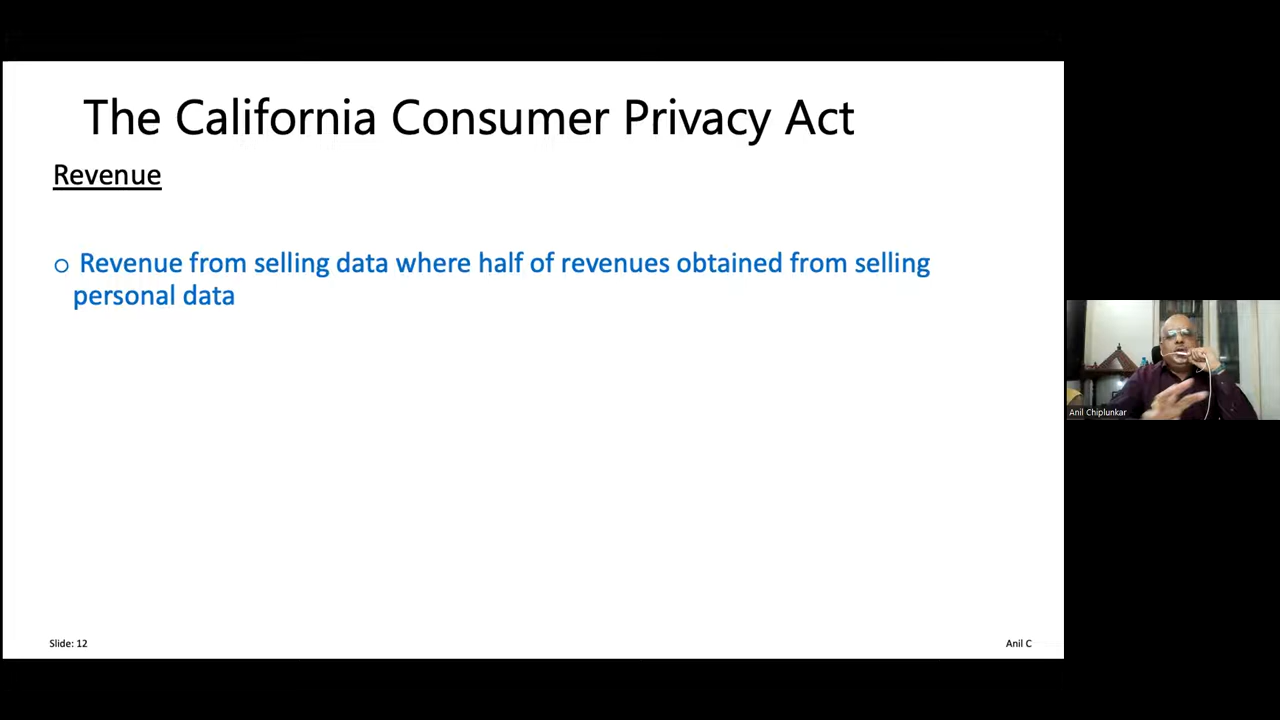 The California Consumer Privacy Act
Revenue
o Revenue from selling data where half of revenues obtained from selling
personal data
Anil Chiplunkar
Slide: 12
Anil C